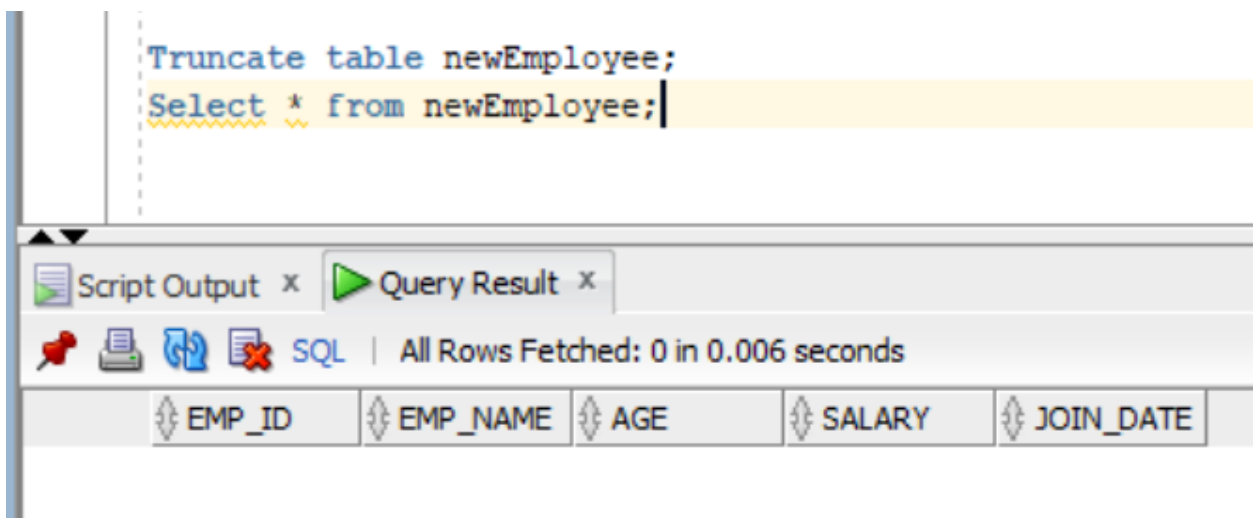 Truncate table newEmployee;
Select * from newEmployee;
Script Output x Query Result x
SQL | All Rows Fetched: 0 in 0.006 seconds
EMP_ID EMP_NAME AGE SALARY JOIN_DATE